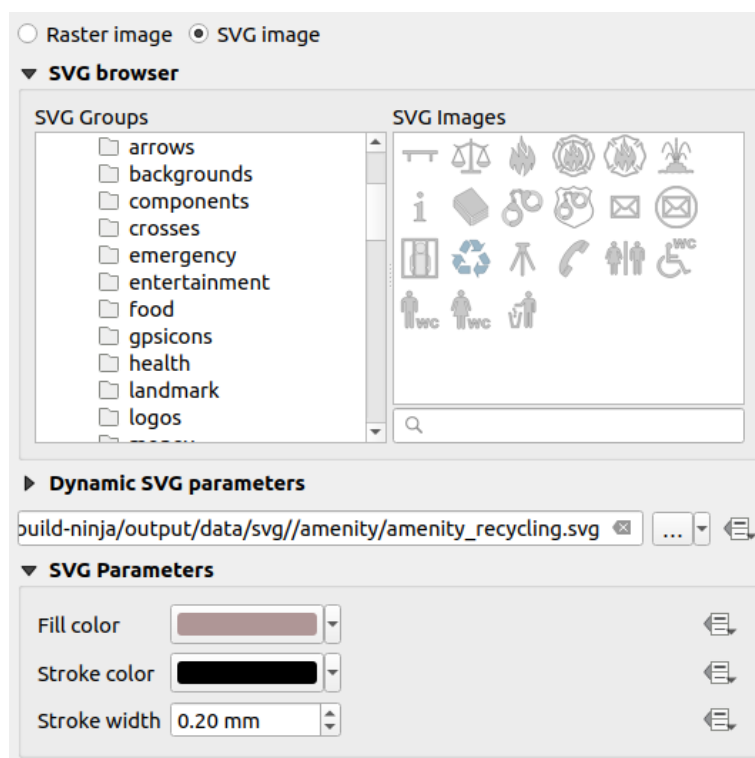 Raster image SVG image
SVG browser
SVG Groups
arrows
backgrounds
components
crosses
emergency
entertainment
food
gpsicons
health
landmark
logos
SVG Images
i
WC
WC WC
Dynamic SVG parameters
build-ninja/output/data/svg//amenity/amenity_recycling.svg ...
SVG Parameters
Fill color
Stroke color
Stroke width 0.20 mm